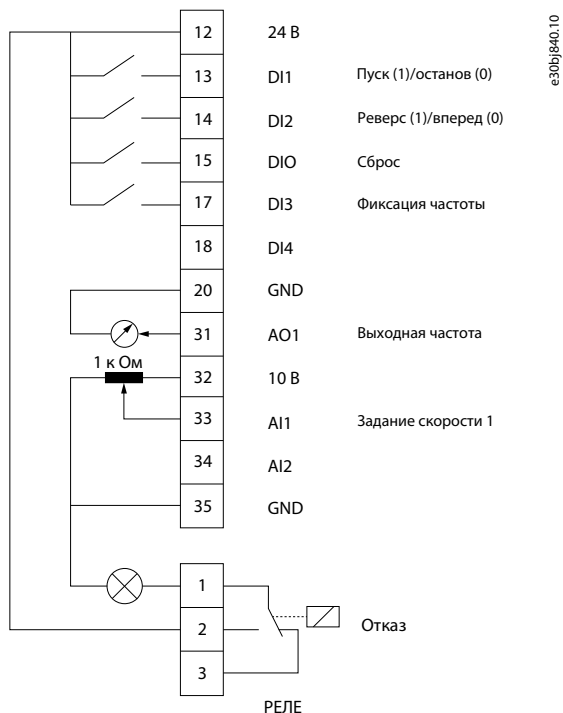 12 24 В
13 DI1 Пуск (1)/останов (0)
14 DI2 Реверс (1)/вперед (0)
15 DIO Сброс
17 DI3 Фиксация частоты
18 DI4
20 GND
31 AO1 Выходная частота
1 к Ом
32 10 В
33 AI1 Задание скорости 1
34 AI2
35 GND
1
2 Отказ
3
РЕЛЕ
e30bj840.10